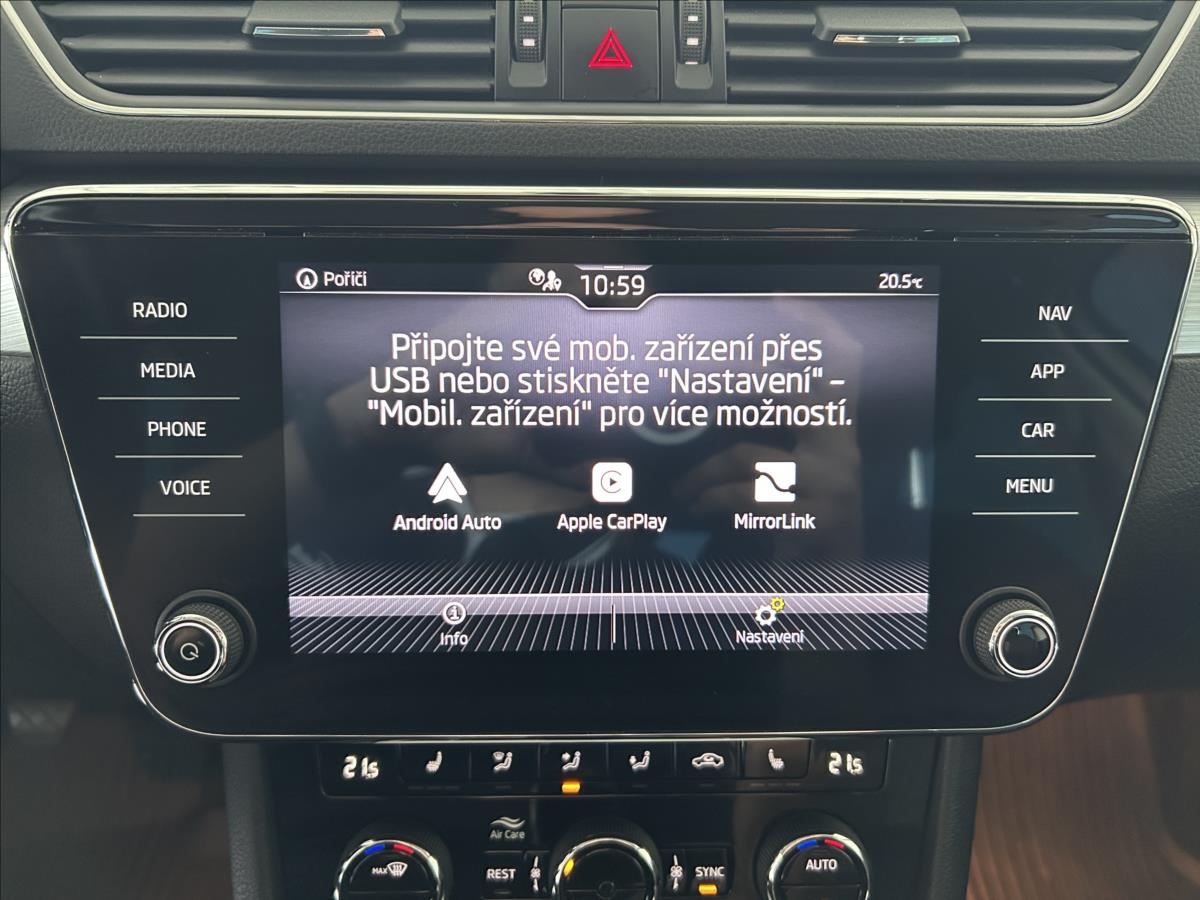 Poříčí
10:59
20.5°C
RADIO
MEDIA
PHONE
VOICE
Připojte své mob. zařízení přes
USB nebo stiskněte "Nastavení" –
"Mobil. zařízení" pro více možností.
Android Auto
Apple CarPlay
MirrorLink
Info
Nastavení
NAV
APP
CAR
MENU
21.5
21.5
Air Care
MAX
REST
SYNC
AUTO